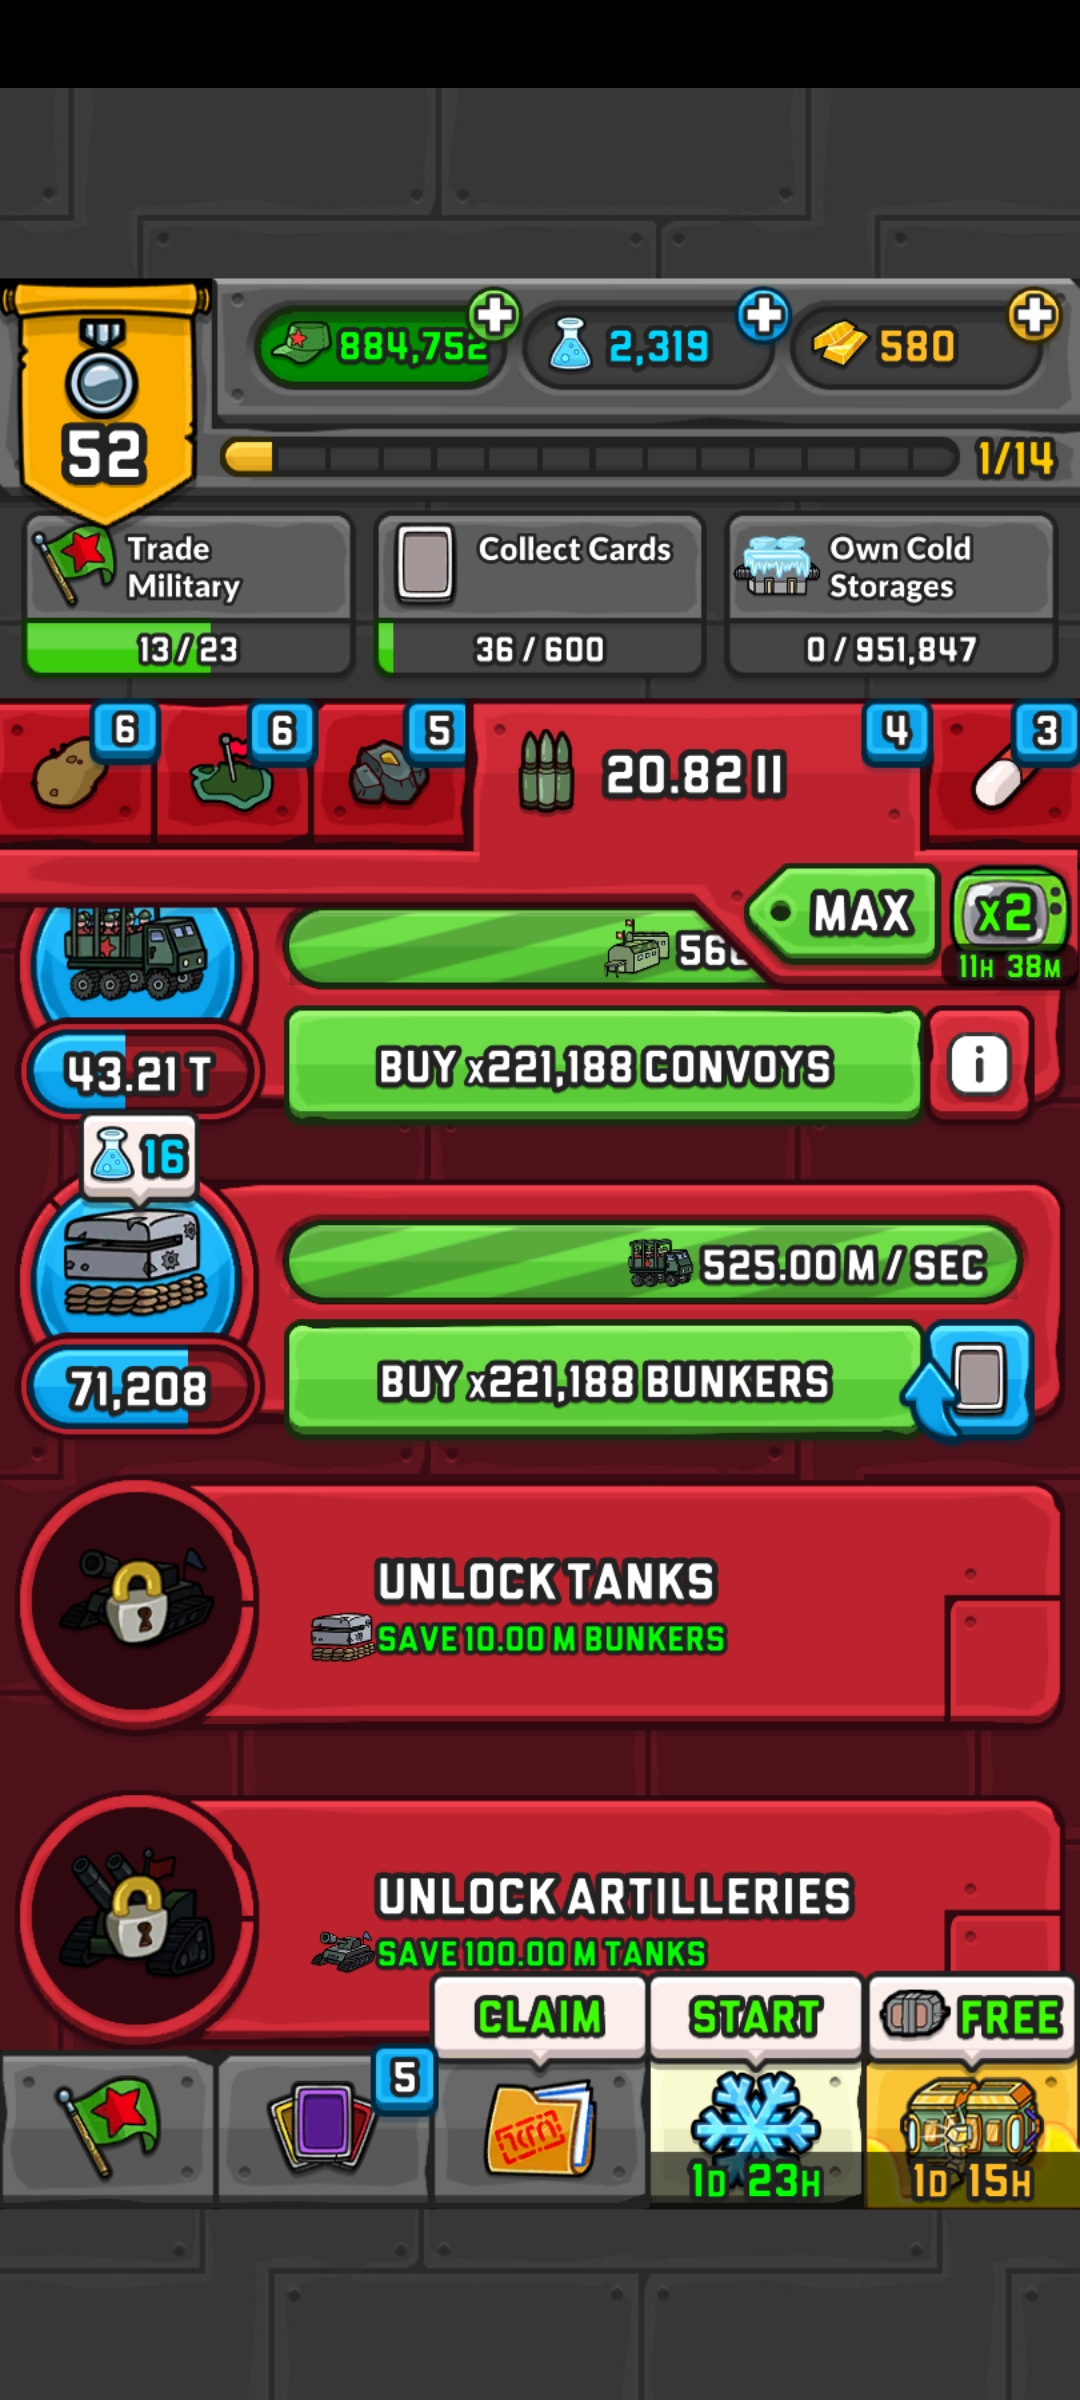 884,752
2,319
580
52
1/14
Trade
Military
13/23
Collect Cards
36/600
Own Cold
Storages
0/951,847
6
6
5
20.82 II
4
3
MAX
x2
11H 38M
43.21 T
BUY x221,188 CONVOYS
i
16
525.00 M / SEC
71,208
BUY x221,188 BUNKERS
UNLOCK TANKS
SAVE 10.00 M BUNKERS
UNLOCK ARTILLERIES
SAVE 100.00 M TANKS
CLAIM
START
FREE
5
1D 23H
1D 15H